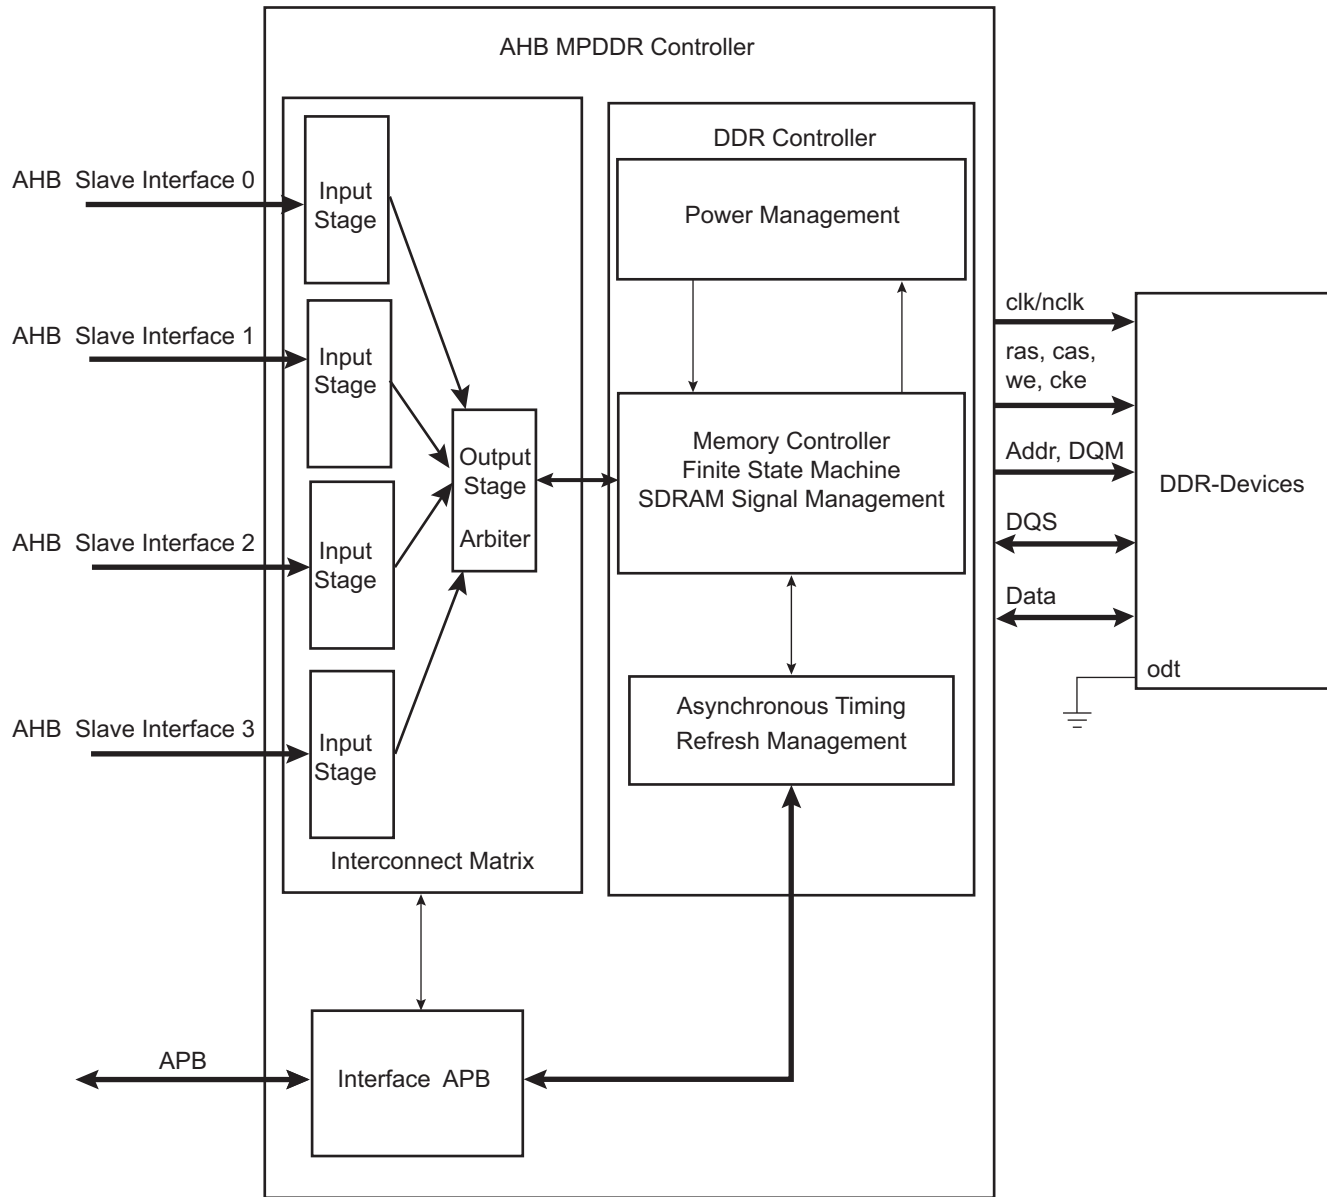 AHB MPDDR Controller
DDR Controller
AHB  Slave Interface 0
Input
Stage
Power Management
AHB  Slave Interface 1
Input
Stage
clk/nclk
ras, cas,
we, cke
Output
Stage
Arbiter
Memory Controller
Finite State Machine
SDRAM Signal Management
Addr, DQM
DDR-Devices
DQS
AHB  Slave Interface 2
Input
Stage
Data
odt
AHB  Slave Interface 3
Input
Stage
Asynchronous Timing
Refresh Management
Interconnect Matrix
APB
Interface  APB